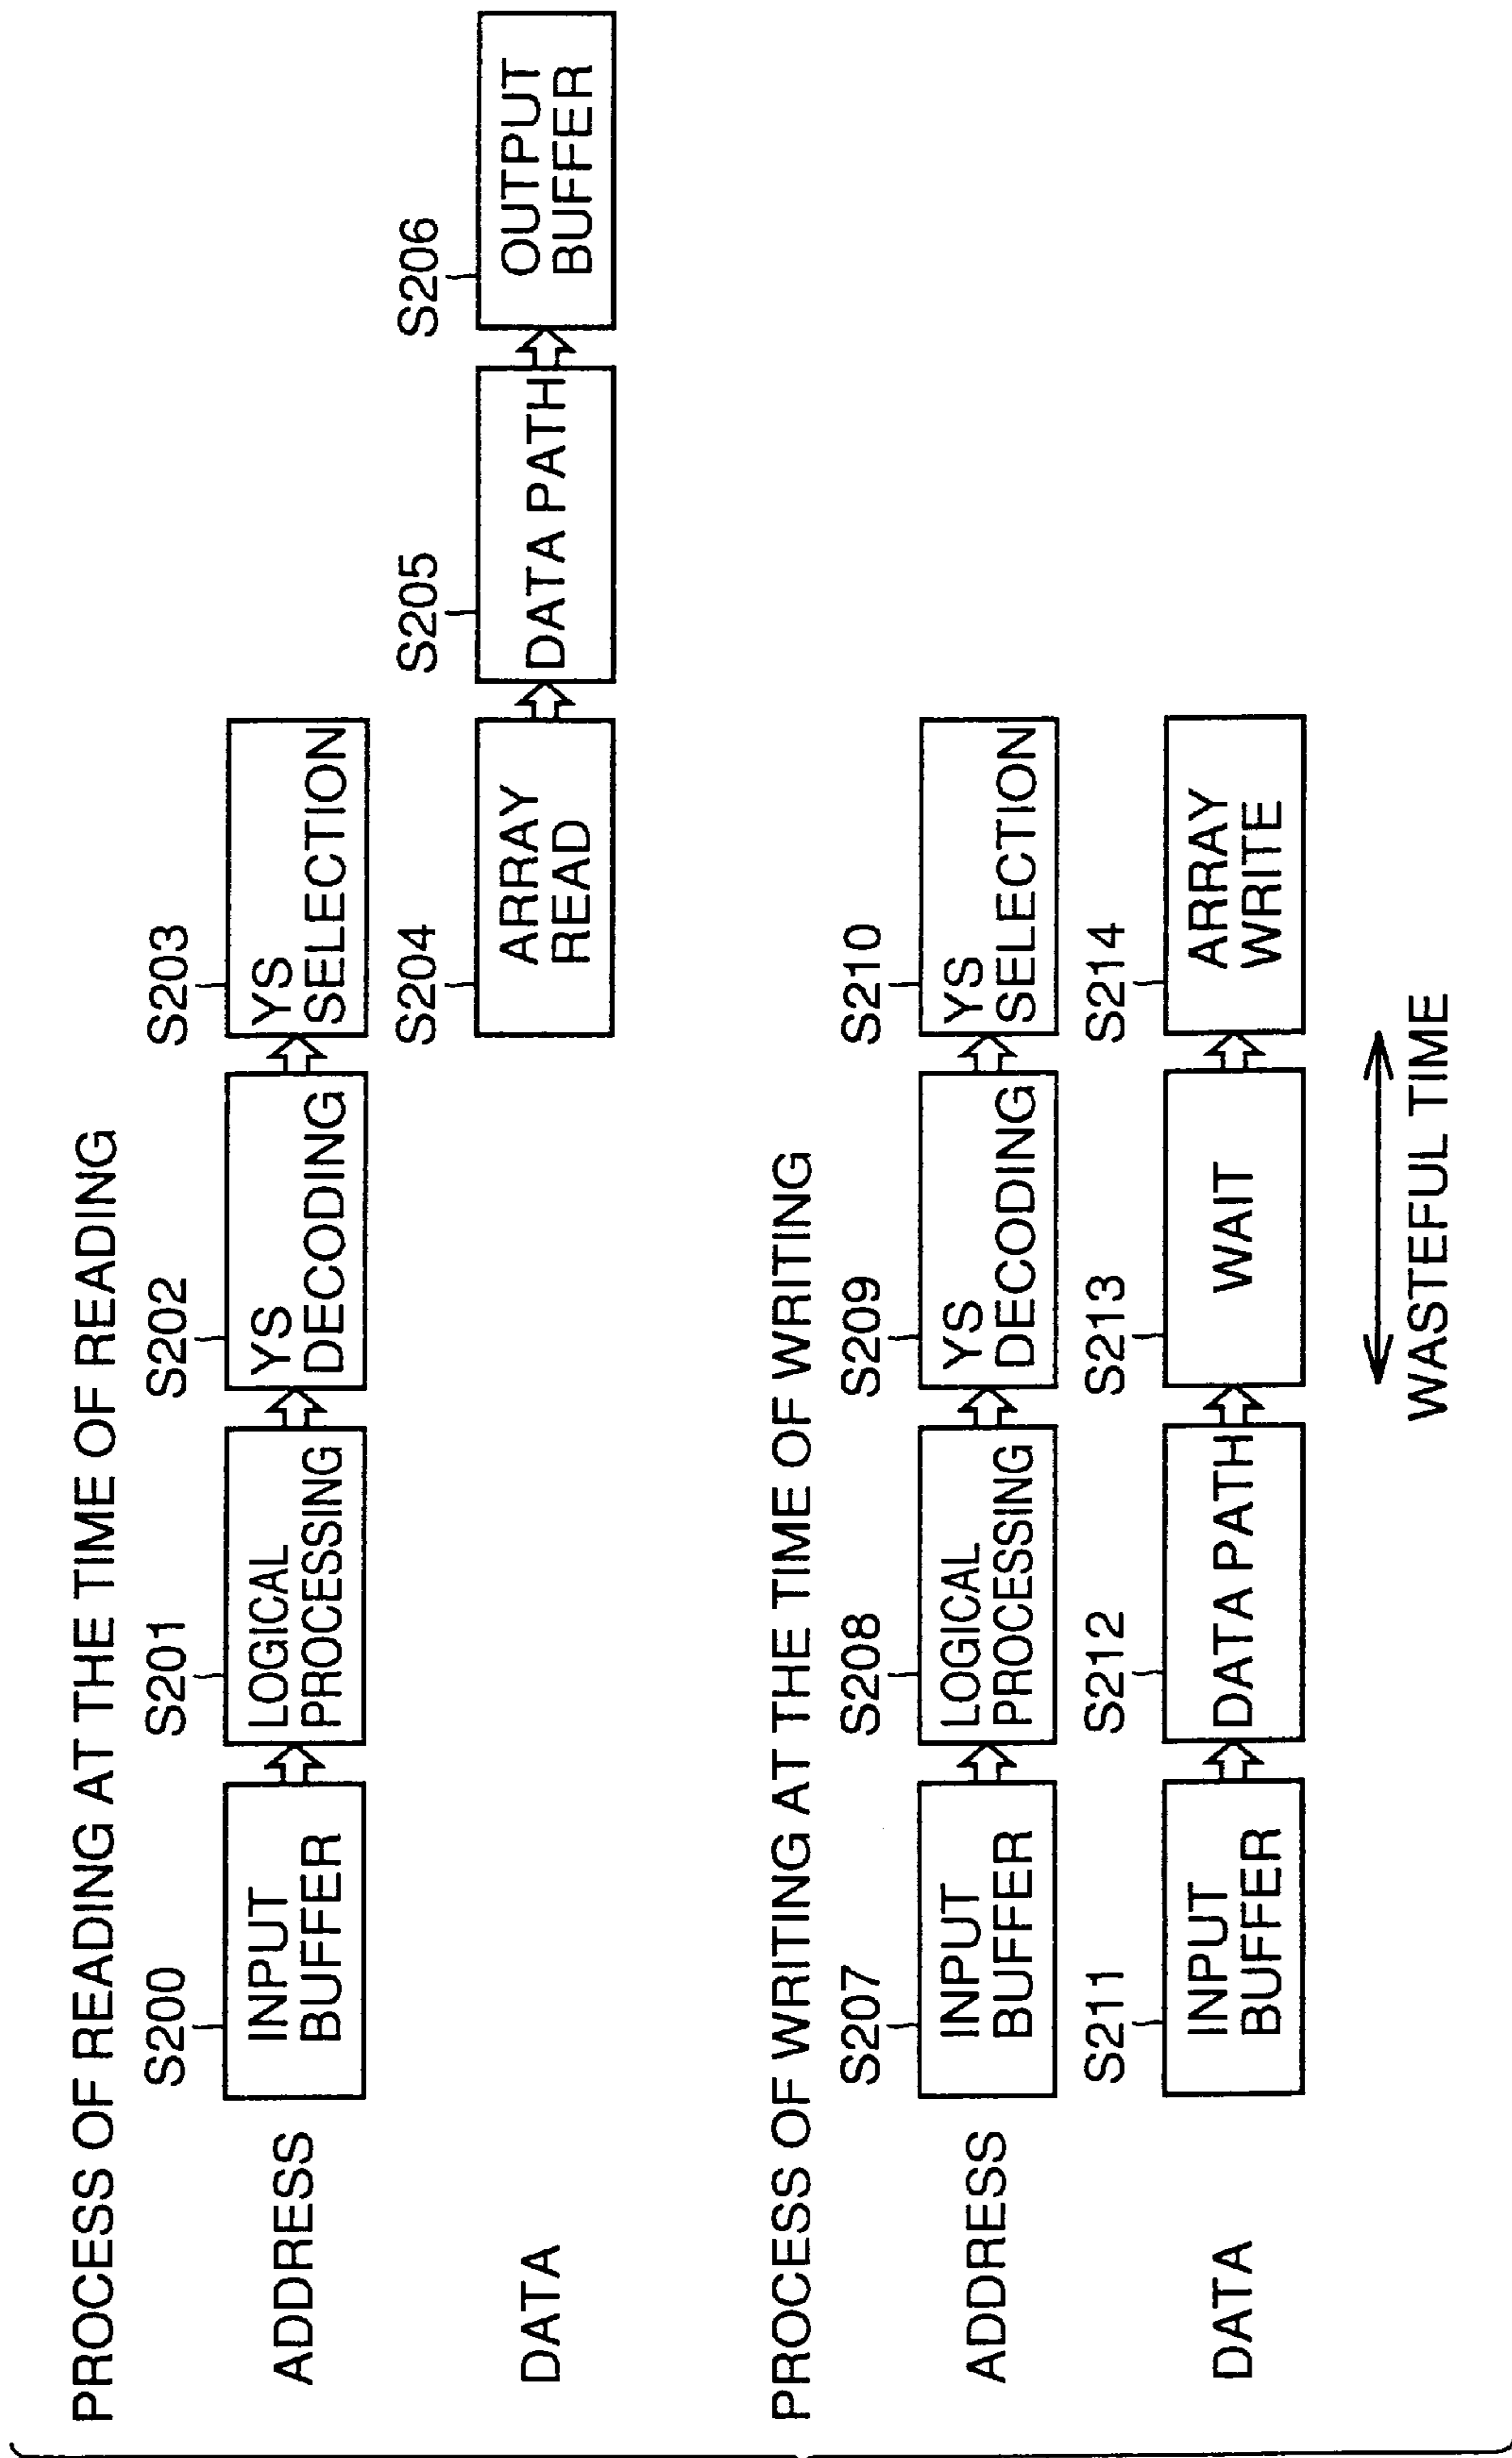 PROCESS OF READING AT THE TIME OF READING
S200
S201
S202
S203
ADDRESS
INPUT
BUFFER
LOGICAL
PROCESSING
YS
DECODING
YS
SELECTION
S204
S205
S206
DATA
ARRAY
READ
DATA PATH
OUTPUT
BUFFER
PROCESS OF WRITING AT THE TIME OF WRITING
S207
S208
S209
S210
ADDRESS
INPUT
BUFFER
LOGICAL
PROCESSING
YS
DECODING
YS
SELECTION
S211
S212
S213
S214
DATA
INPUT
BUFFER
DATA PATH
WAIT
ARRAY
WRITE
WASTEFUL TIME